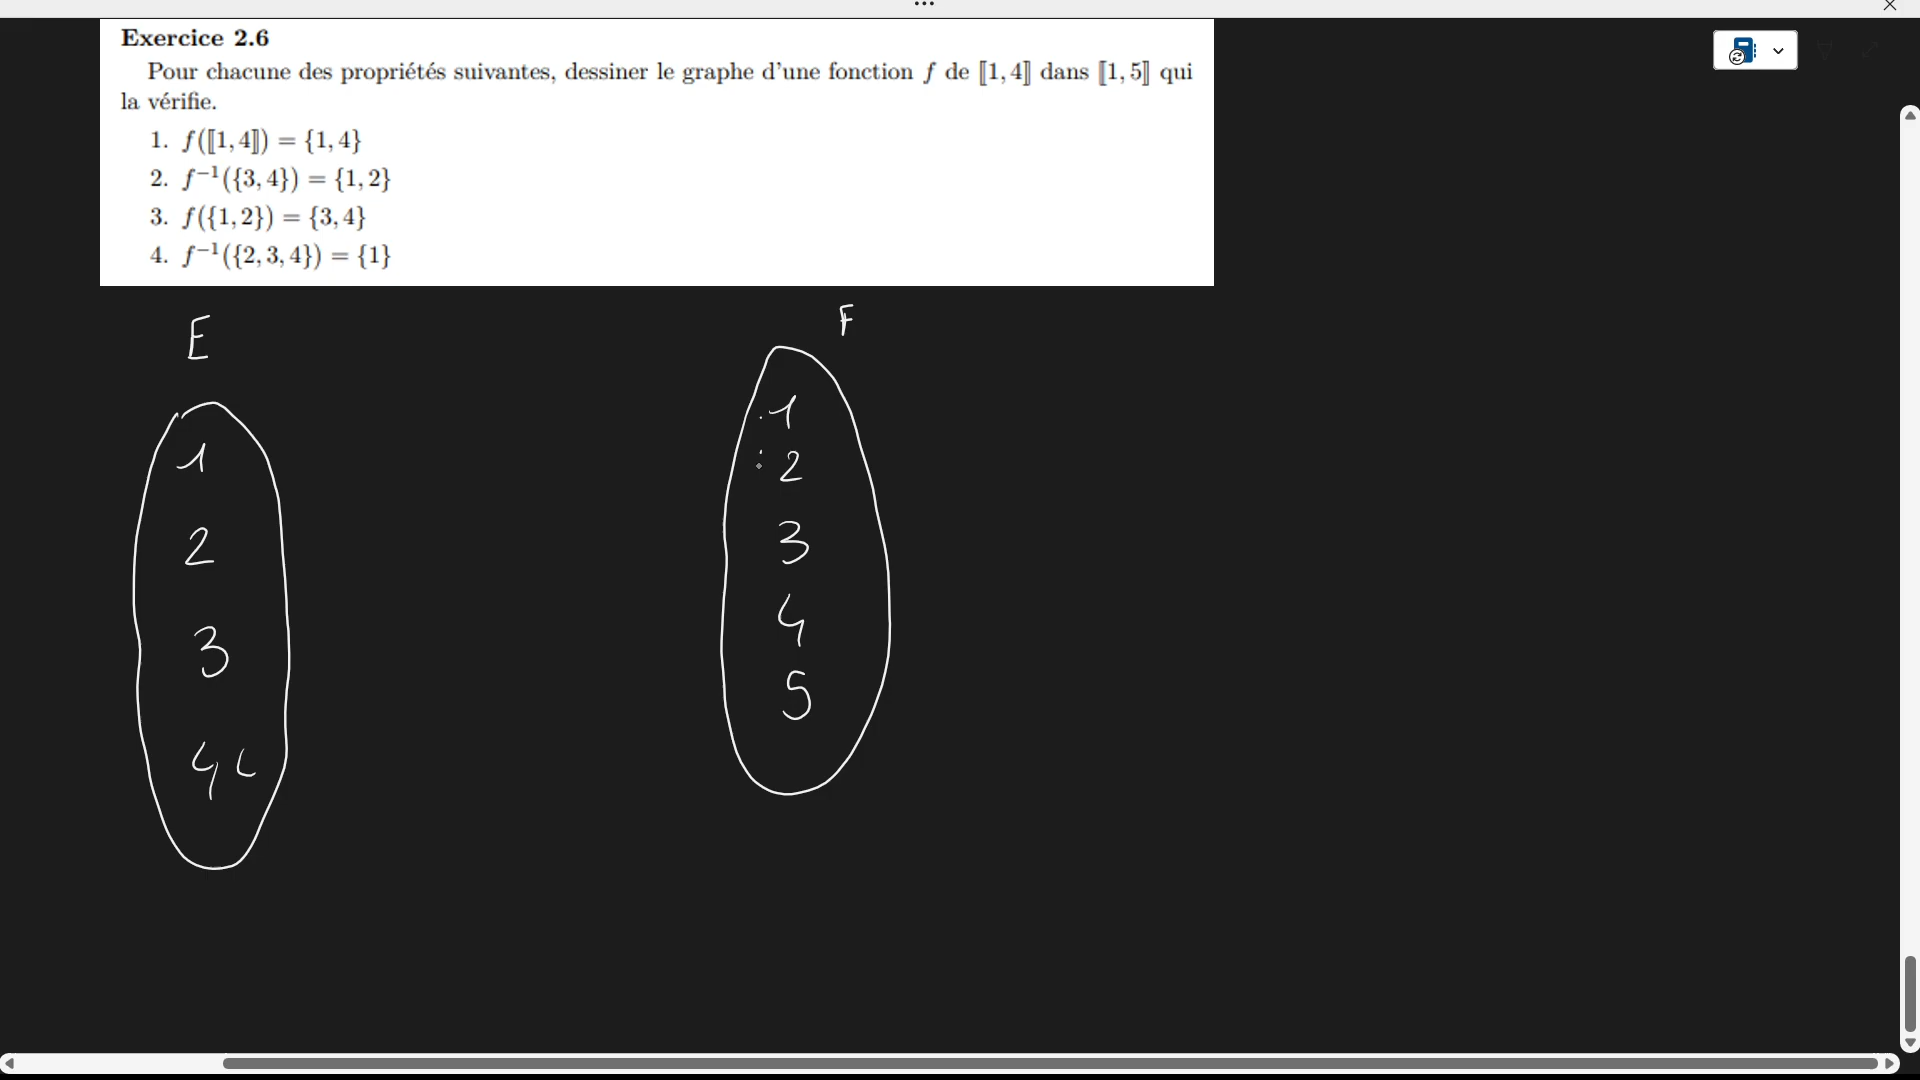 Exercice 2.6
Pour chacune des propriétés suivantes, dessiner le graphe d'une fonction f de ⟦1, 4⟧ dans ⟦1, 5⟧ qui
la vérifie.
1. f(⟦1, 4⟧) = {1, 4}
2. f⁻¹({3, 4}) = {1, 2}
3. f({1, 2}) = {3, 4}
4. f⁻¹({2, 3, 4}) = {1}
E
F
1
2
3
4
1
2
3
4
5